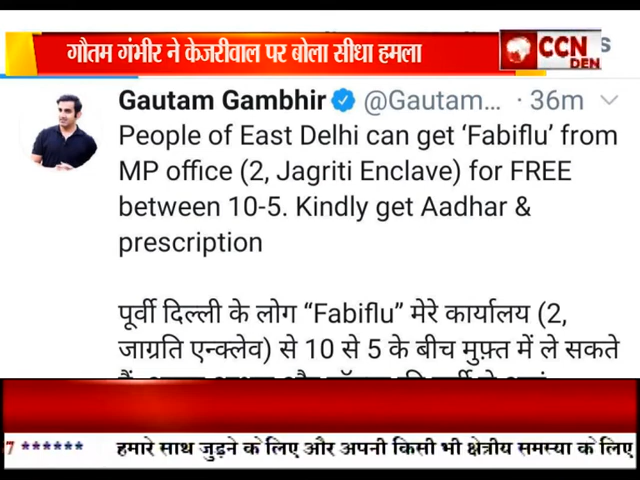 गौतम गंभीर ने केजरीवाल पर बोला सीधा हमला
CCN
DEN
Gautam Gambhir @Gautam... · 36m
People of East Delhi can get ‘Fabiflu’ from
MP office (2, Jagriti Enclave) for FREE
between 10-5. Kindly get Aadhar &
prescription
पूर्वी दिल्ली के लोग “Fabiflu” मेरे कार्यालय (2,
जाग्रति एन्क्लेव) से 10 से 5 के बीच मुफ़्त में ले सकते
7 ****** हमारे साथ जुड़ने के लिए और अपनी किसी भी क्षेत्रीय समस्या के लिए